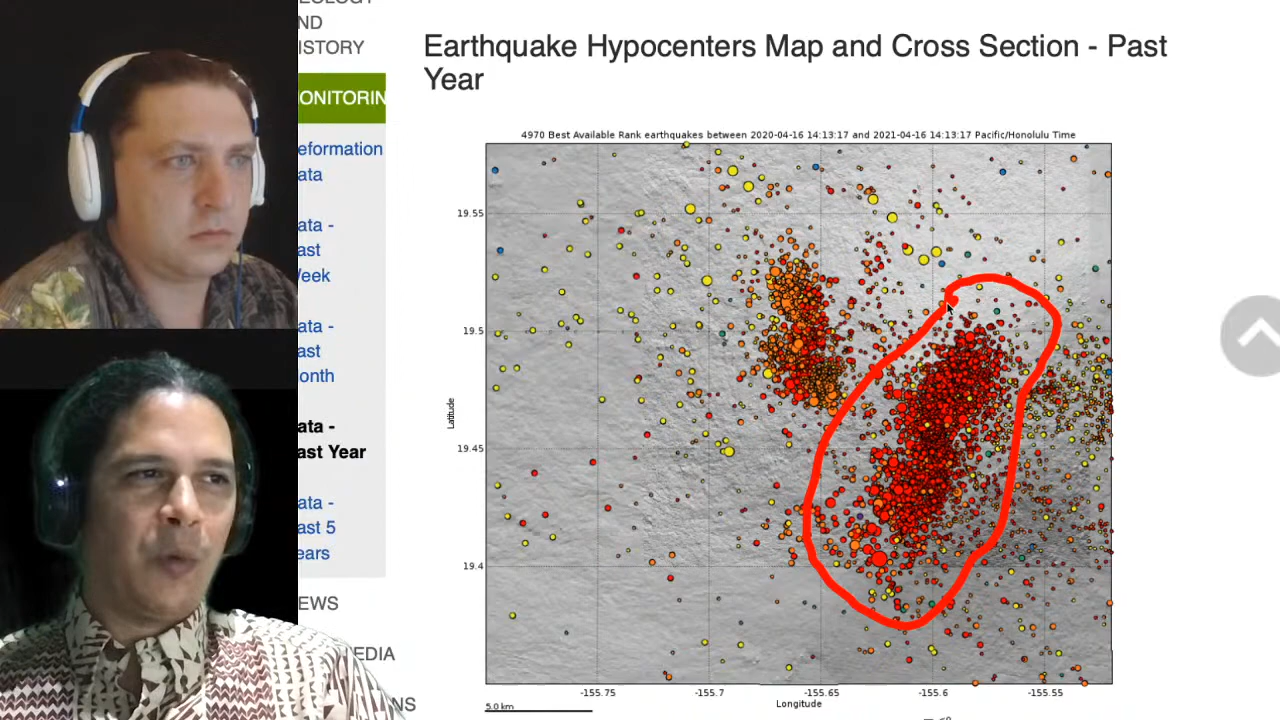 ND
ISTORY
ONITORIN
eformation
ata
ata -
ast
Week
ata -
ast
onth
ata -
ast Year
ata -
ast 5
ears
EWS
EDIA
NS
Earthquake Hypocenters Map and Cross Section - Past
Year
4970 Best Available Rank earthquakes between 2020-04-16 14:13:17 and 2021-04-16 14:13:17 Pacific/Honolulu Time
Latitude
19.55
19.5
19.45
19.4
-155.75
-155.7
-155.65
-155.6
-155.55
Longitude
5.0 km